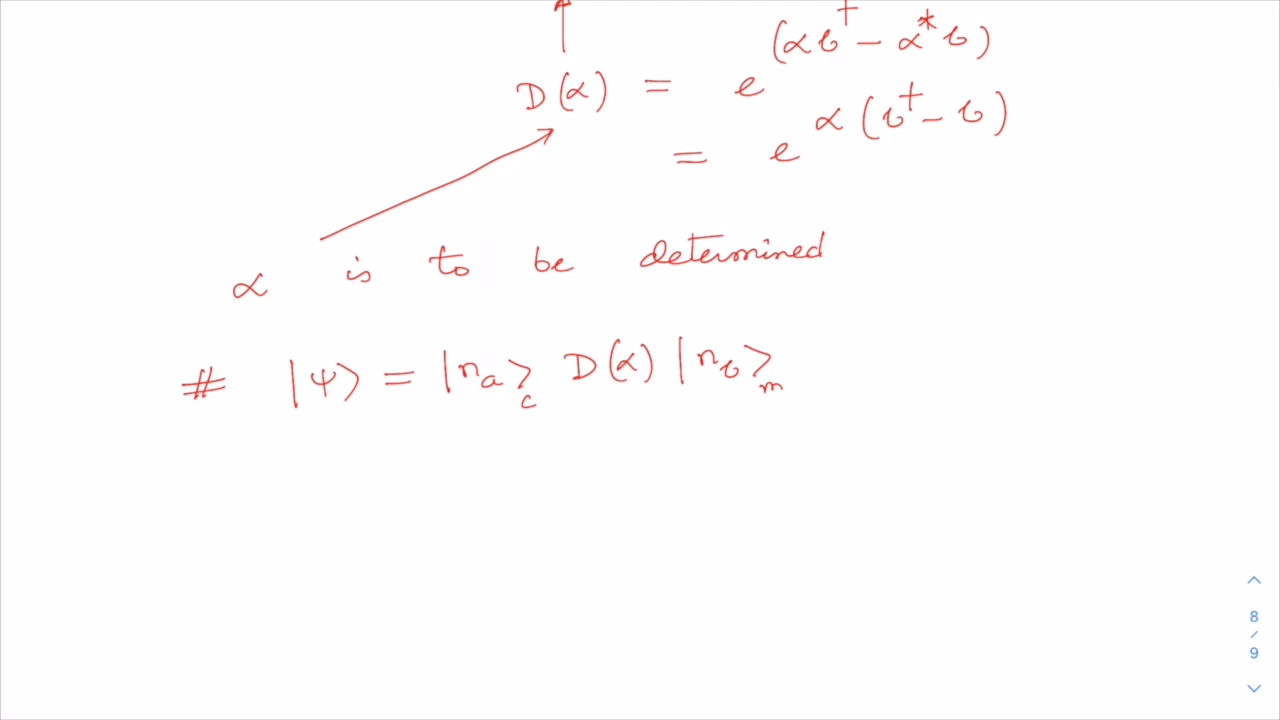 D(α) = e^(αb† - α*b)
= e^α(b† - b)
α is to be determined
# |ψ> = |n_a>_c D(α) |n_b>_m
8
/
9